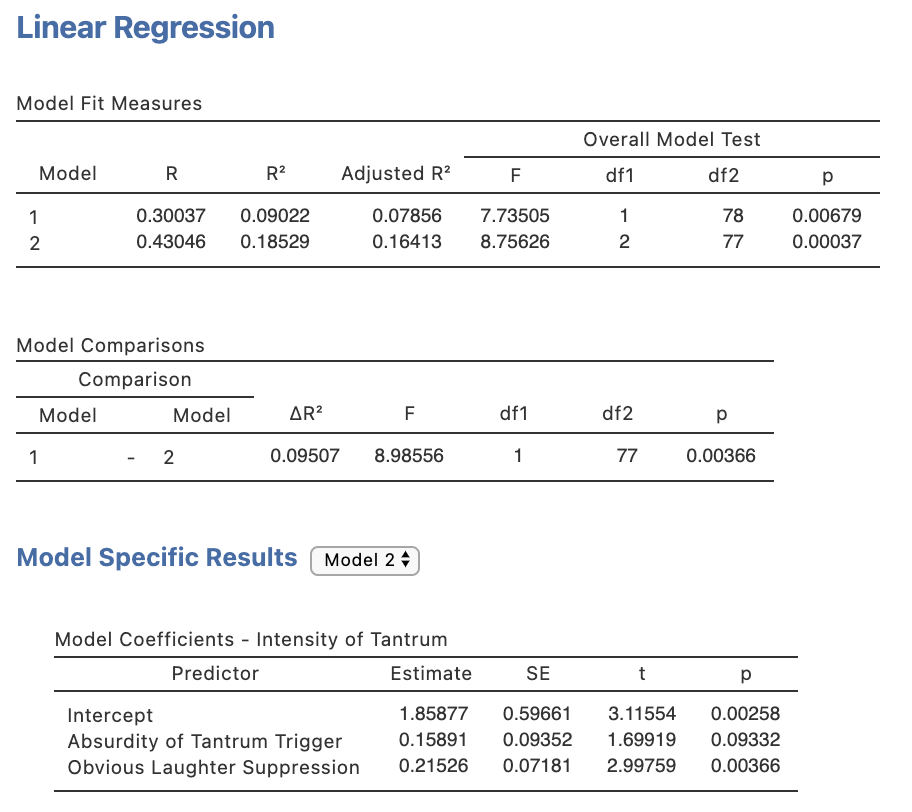 Linear Regression
Model Fit Measures
Overall Model Test
Model R R² Adjusted R² F df1 df2 p
1 0.30037 0.09022 0.07856 7.73505 1 78 0.00679
2 0.43046 0.18529 0.16413 8.75626 2 77 0.00037
Model Comparisons
Comparison
Model Model ΔR² F df1 df2 p
1 - 2 0.09507 8.98556 1 77 0.00366
Model Specific Results Model 2
Model Coefficients - Intensity of Tantrum
Predictor Estimate SE t p
Intercept 1.85877 0.59661 3.11554 0.00258
Absurdity of Tantrum Trigger 0.15891 0.09352 1.69919 0.09332
Obvious Laughter Suppression 0.21526 0.07181 2.99759 0.00366